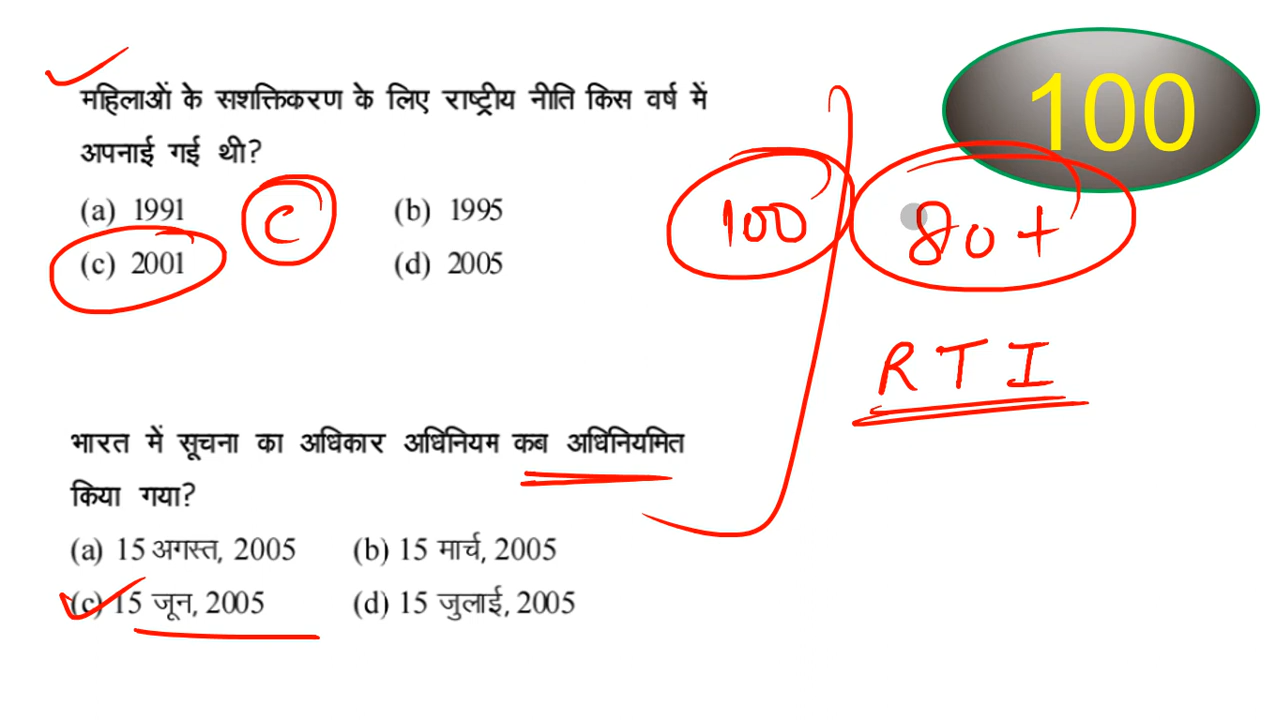 महिलाओं के सशक्तिकरण के लिए राष्ट्रीय नीति किस वर्ष में
अपनाई गई थी?
(a) 1991 (b) 1995
(c) 2001 (d) 2005
C
100
100
80+
RTI
भारत में सूचना का अधिकार अधिनियम कब अधिनियमित
किया गया?
(a) 15 अगस्त, 2005 (b) 15 मार्च, 2005
(c) 15 जून, 2005 (d) 15 जुलाई, 2005